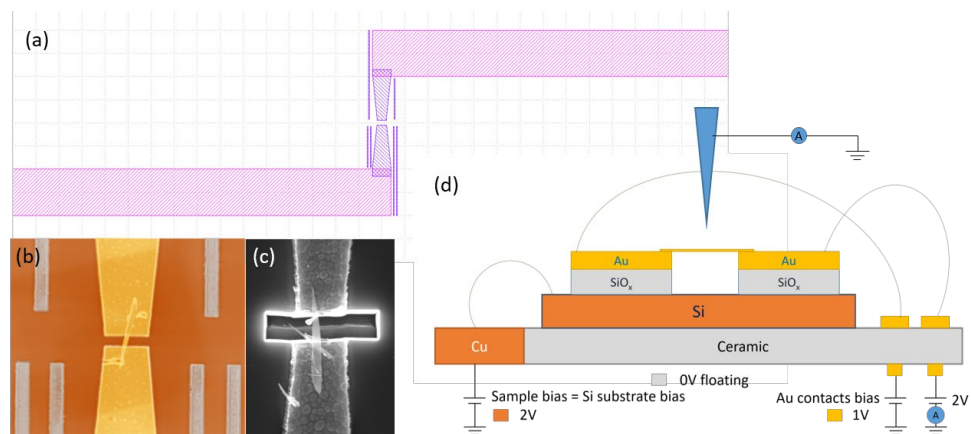 (a)
A
(d)
(b)
(c)
Au
Au
SiOₓ
SiOₓ
Si
Cu
Ceramic
0V floating
Sample bias = Si substrate bias
2V
Au contacts bias
1V
2V
A